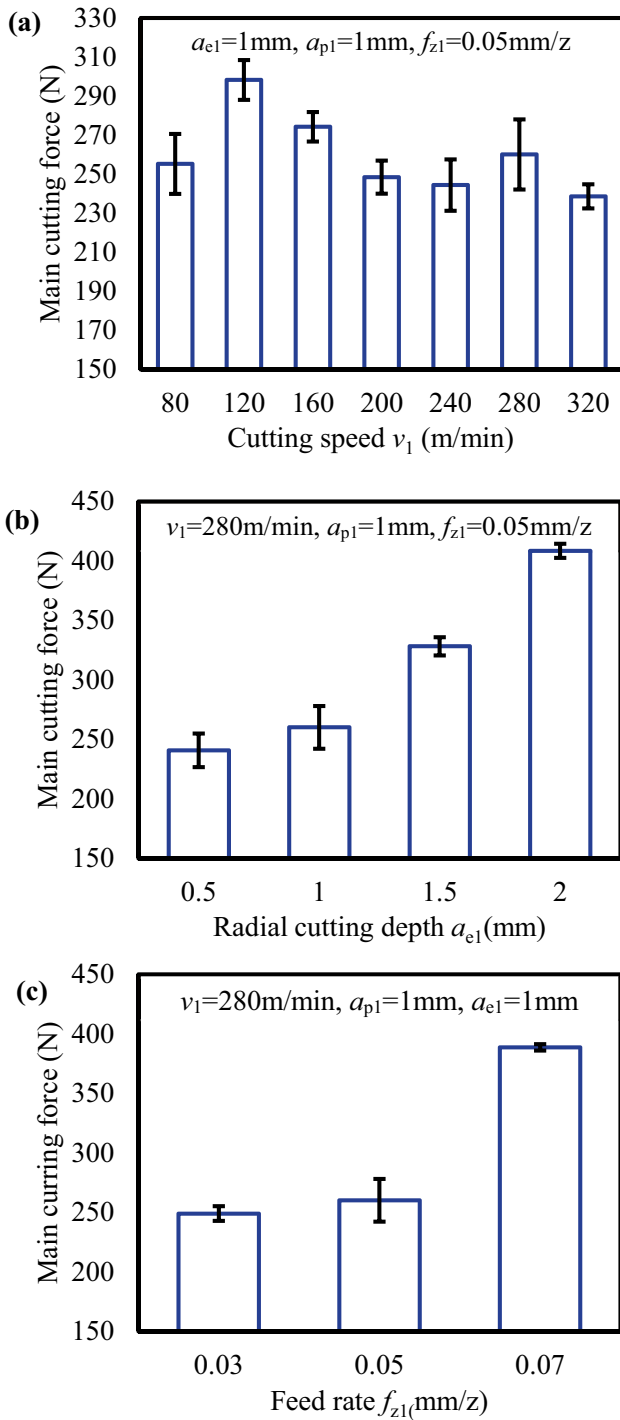 (a)
a_e1=1mm, a_p1=1mm, f_z1=0.05mm/z
Main cutting force (N)
330
310
290
270
250
230
210
190
170
150
80 120 160 200 240 280 320
Cutting speed v_1 (m/min)
(b)
v_1=280m/min, a_p1=1mm, f_z1=0.05mm/z
Main cutting force (N)
450
400
350
300
250
200
150
0.5 1 1.5 2
Radial cutting depth a_e1(mm)
(c)
v_1=280m/min, a_p1=1mm, a_e1=1mm
Main curring force (N)
450
400
350
300
250
200
150
0.03 0.05 0.07
Feed rate f_z1(mm/z)